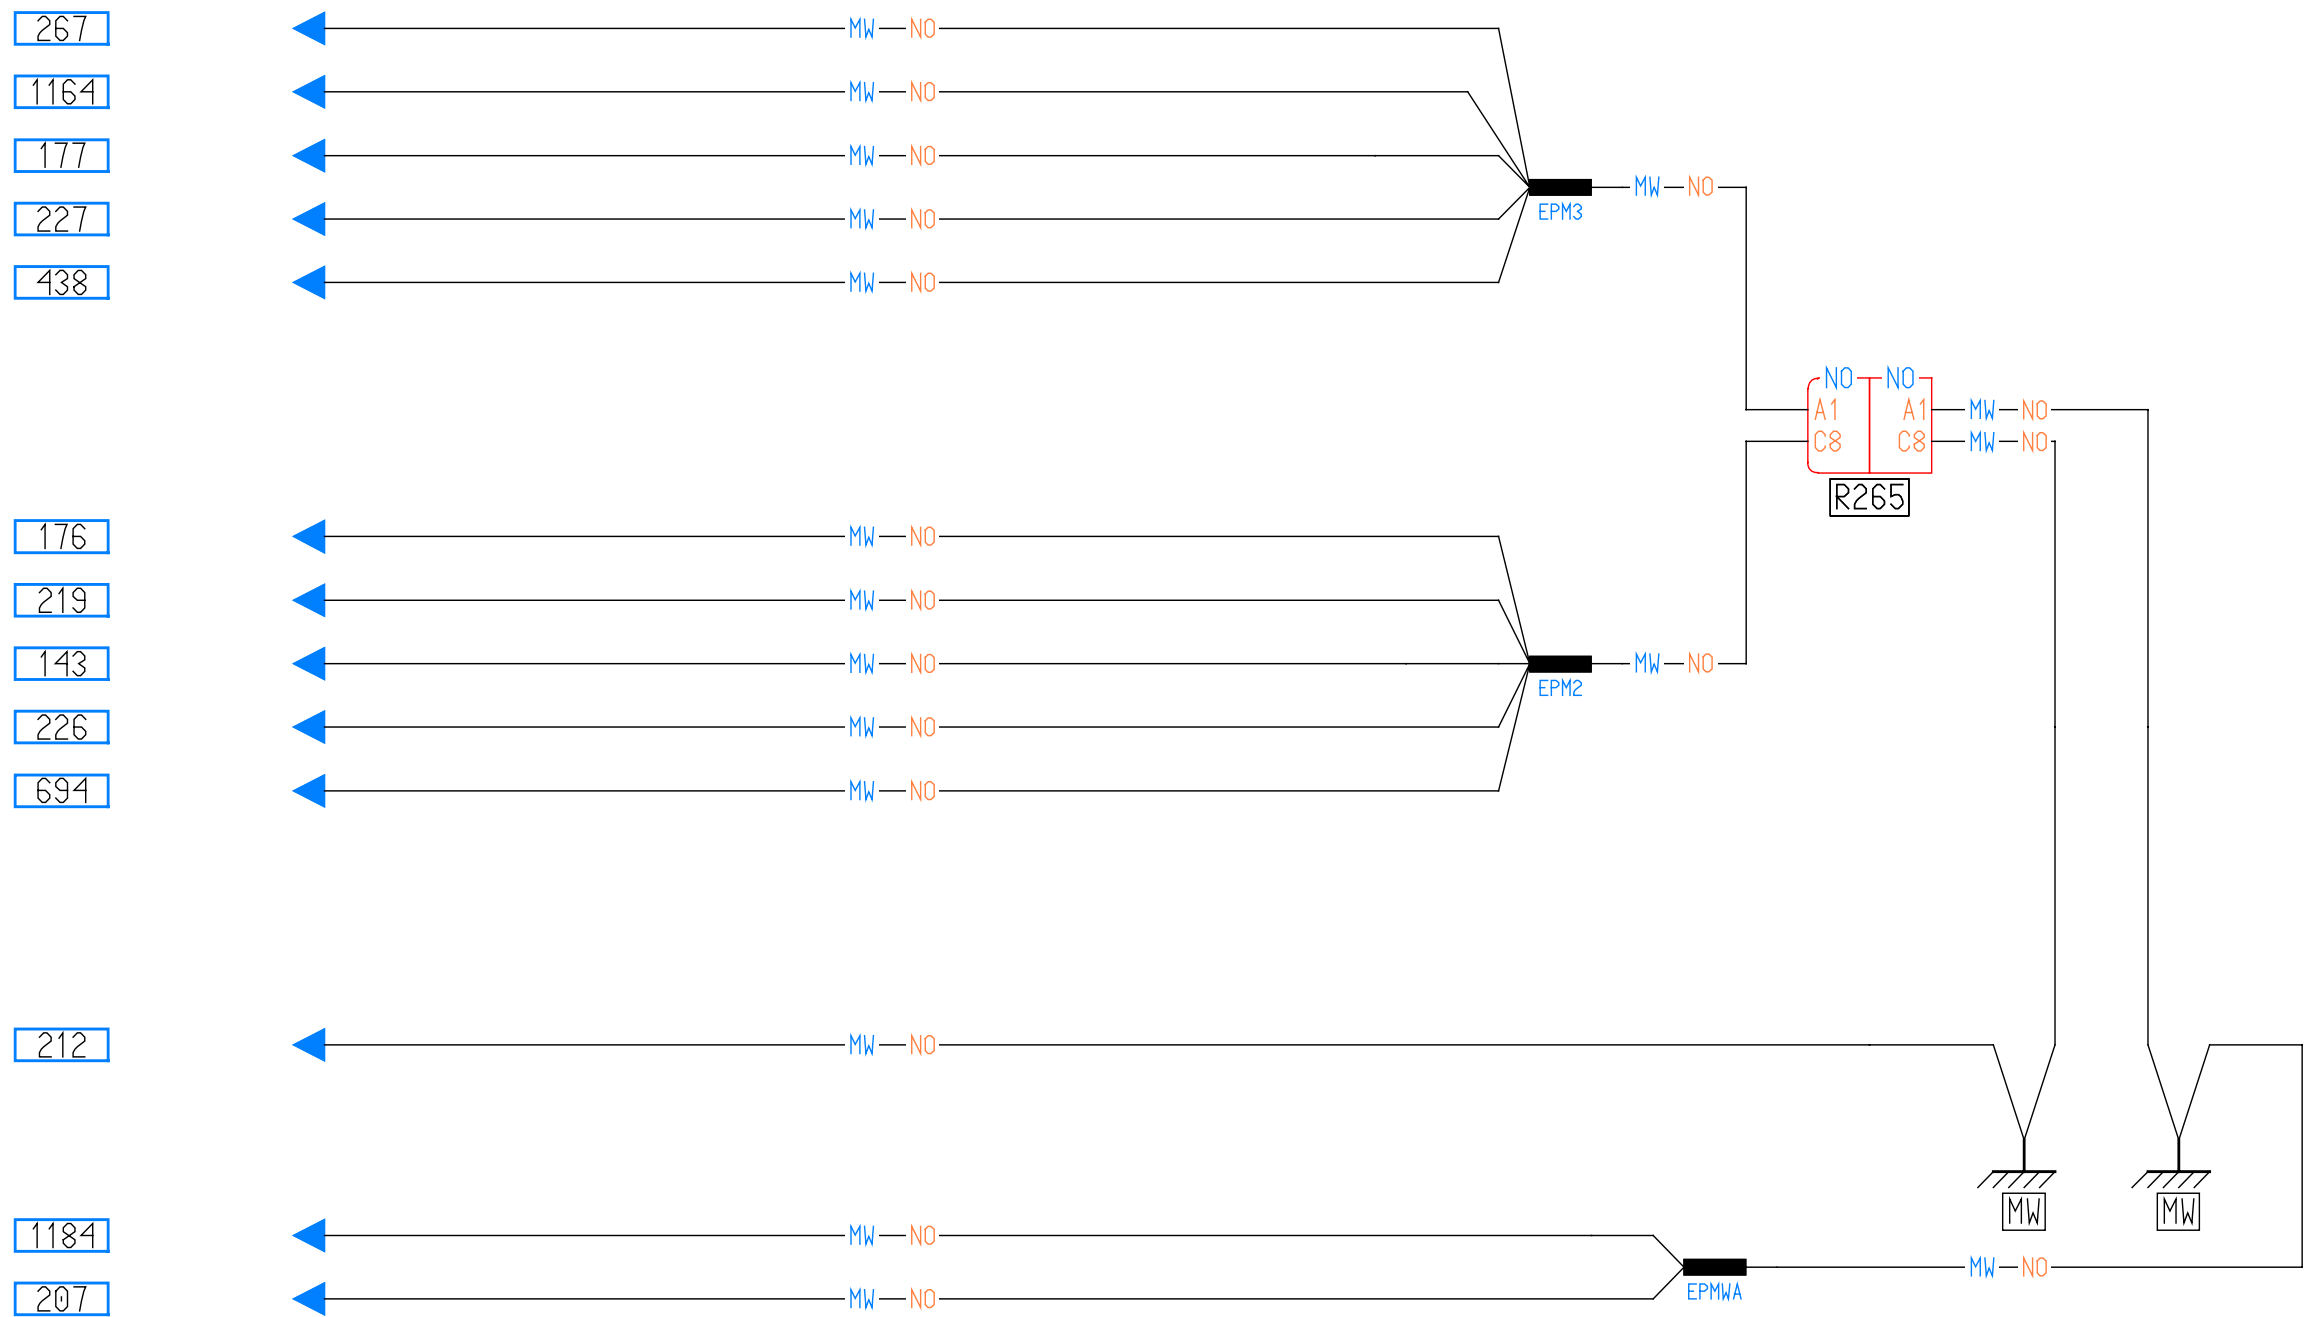 267 MW NO
1164 MW NO
177 MW NO
MW NO
227 MW NO
EPM3
438 MW NO
NO NO
A1 A1 MW NO
C8 C8 MW NO
R265
176 MW NO
219 MW NO
143 MW NO MW NO
EPM2
226 MW NO
694 MW NO
212 MW NO
MW MW
1184 MW NO
MW NO
EPMWA
207 MW NO